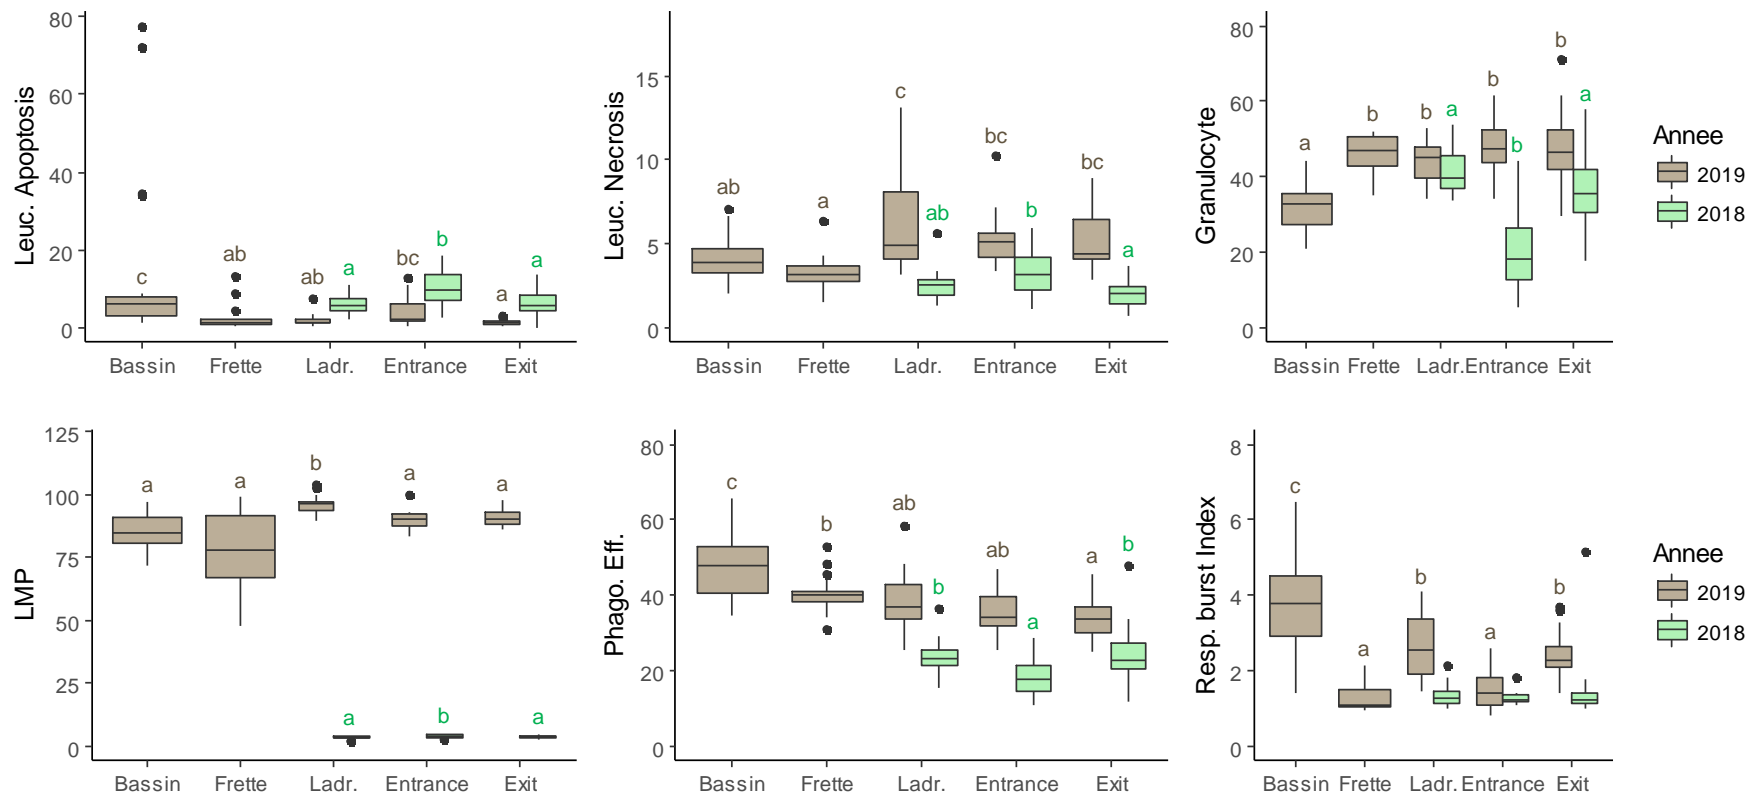 Leuc. Apoptosis
80
60
40
20
0
c
ab
ab
a
bc
b
a
a
Bassin
Frette
Ladr.
Entrance
Exit
Leuc. Necrosis
15
10
5
0
ab
a
c
ab
bc
b
bc
a
Bassin
Frette
Ladr.
Entrance
Exit
Granulocyte
80
60
40
20
0
a
b
b
a
b
b
b
a
Bassin
Frette
Ladr.
Entrance
Exit
Annee
2019
2018
LMP
125
100
75
50
25
0
a
a
b
a
a
b
a
a
Bassin
Frette
Ladr.
Entrance
Exit
Phago. Eff.
80
60
40
20
0
c
b
ab
b
ab
a
a
b
Bassin
Frette
Ladr.
Entrance
Exit
Resp. burst Index
8
6
4
2
0
c
a
b
a
b
Bassin
Frette
Ladr.
Entrance
Exit
Annee
2019
2018